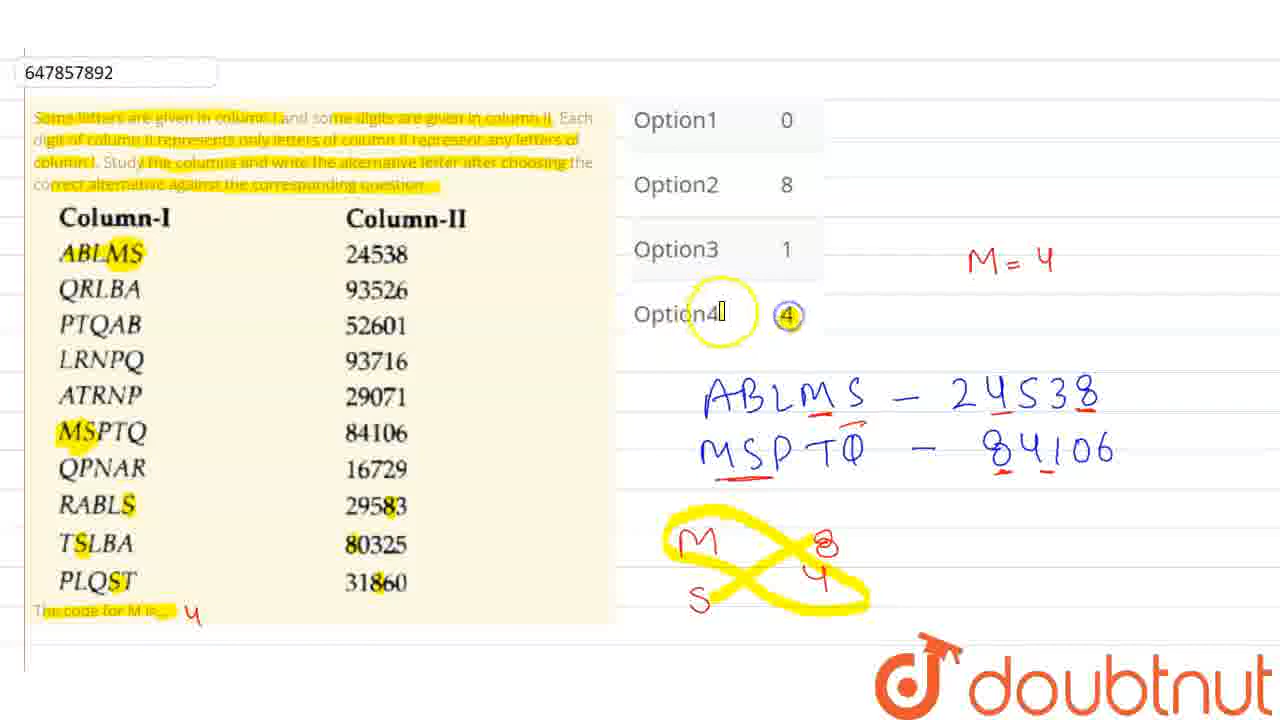 647857892
Some letters are given in column I and some digits are given in column II. Each
digit of column II represents only letters of column II represent any letters of
column I. Study the columns and write the alternative letter after choosing the
correct alternative against the corresponding question.
Column-I Column-II
ABLMS 24538
QRLBA 93526
PTQAB 52601
LRNPQ 93716
ATRNP 29071
MSPTQ 84106
QPNAR 16729
RABLS 29583
TSLBA 80325
PLQST 31860
The code for M is... 4
Option1 0
Option2 8
Option3 1
Option4 4
M = 4
ABLMS - 24538
MSPTQ - 84106
M 8
S 4
doubtnut